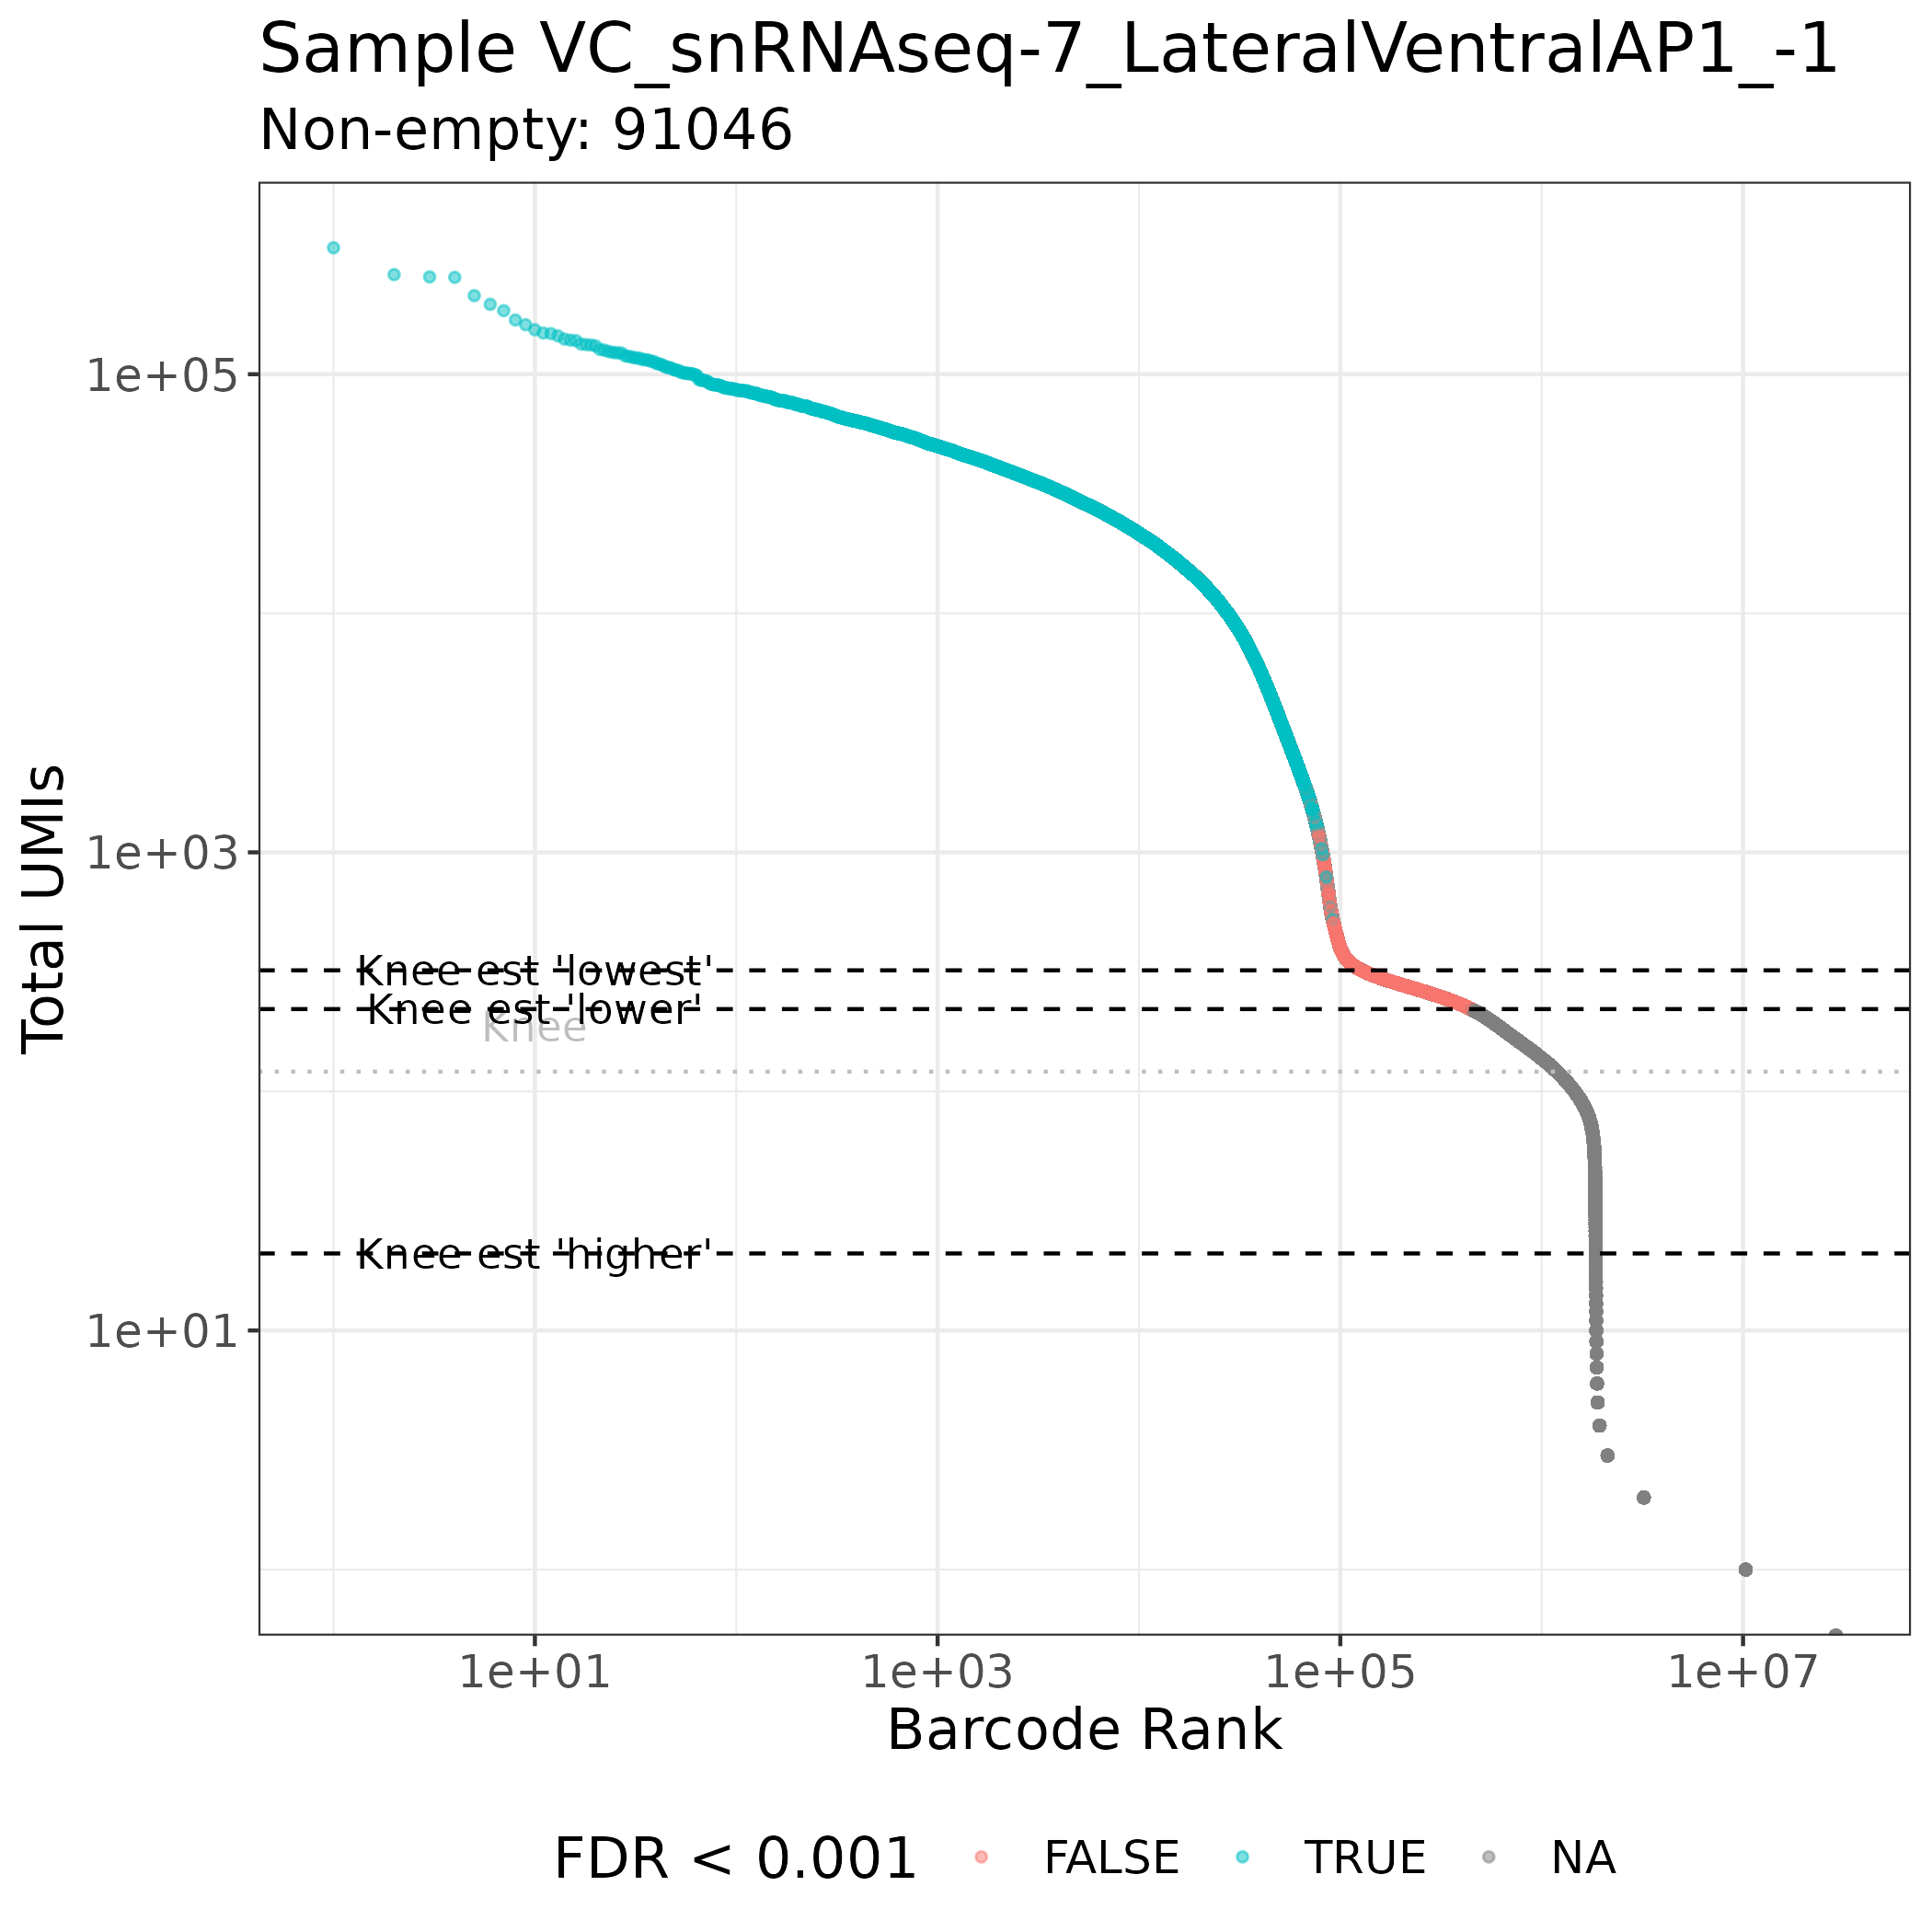 Sample VC_snRNAseq-7_LateralVentralAP1_-1
Non-empty: 91046
Total UMIs
1e+05
1e+03
Knee est 'lowest'
Knee est 'lower'
Knee
Knee est 'higher'
1e+01
1e+01 1e+03 1e+05 1e+07
Barcode Rank
FDR < 0.001 FALSE TRUE NA